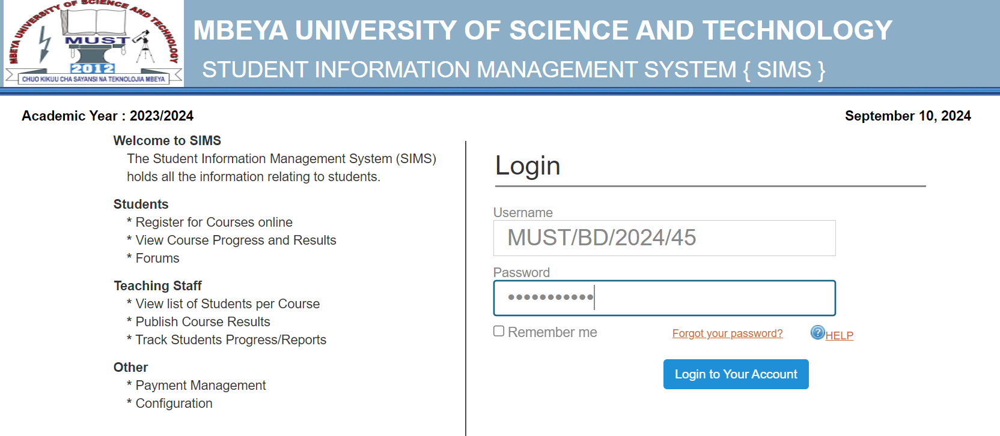 MBEYA UNIVERSITY OF SCIENCE AND TECHNOLOGY
MUST
2012
CHUO KIKUU CHA SAYANSI NA TEKNOLOJIA MBEYA
MBEYA UNIVERSITY OF SCIENCE AND TECHNOLOGY
STUDENT INFORMATION MANAGEMENT SYSTEM { SIMS }
Academic Year : 2023/2024
September 10, 2024
Welcome to SIMS
The Student Information Management System (SIMS)
holds all the information relating to students.
Students
* Register for Courses online
* View Course Progress and Results
* Forums
Teaching Staff
* View list of Students per Course
* Publish Course Results
* Track Students Progress/Reports
Other
* Payment Management
* Configuration
Login
Username
MUST/BD/2024/45
Password
•••••••••••
Remember me
Forgot your password?
? HELP
Login to Your Account